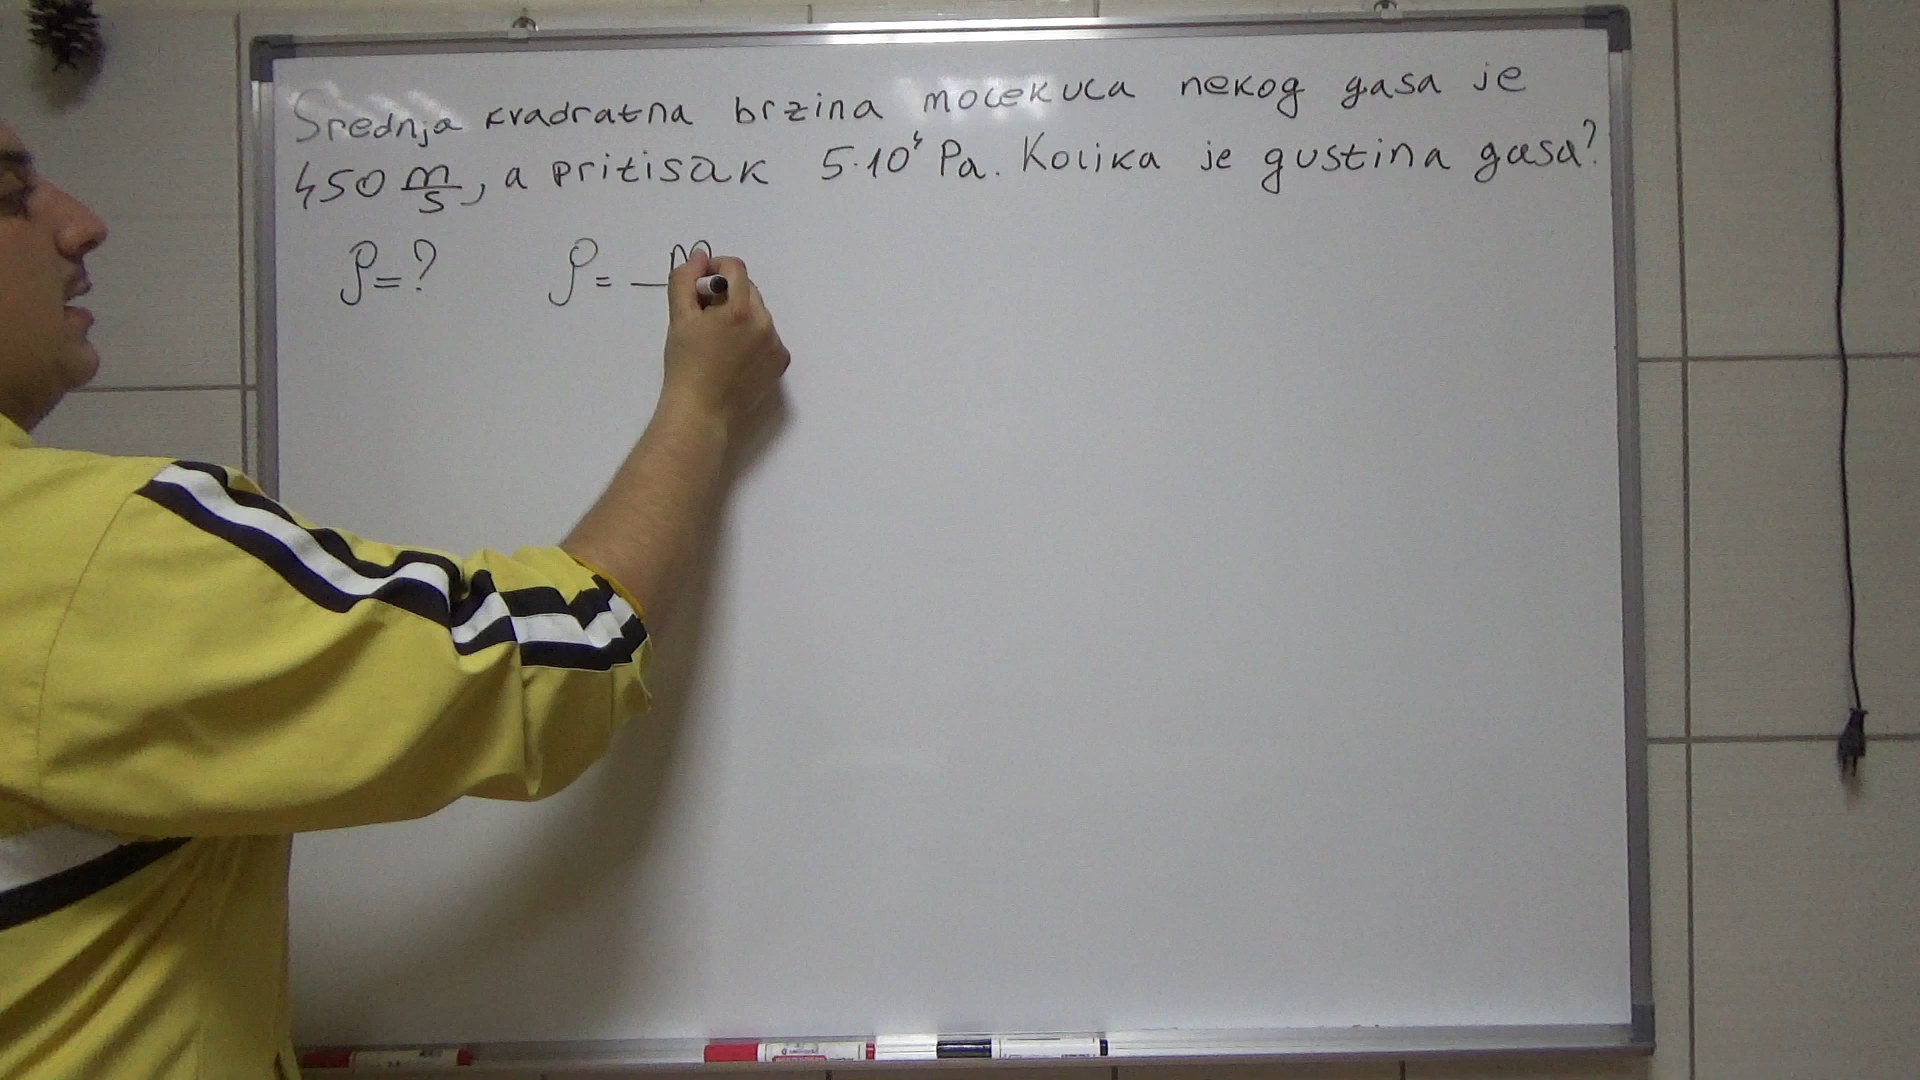 Srednja kvadratna brzina molekula nekog gasa je
450 m/s, a pritisak 5·10⁴ Pa. Kolika je gustina gasa?
ρ=? ρ= m